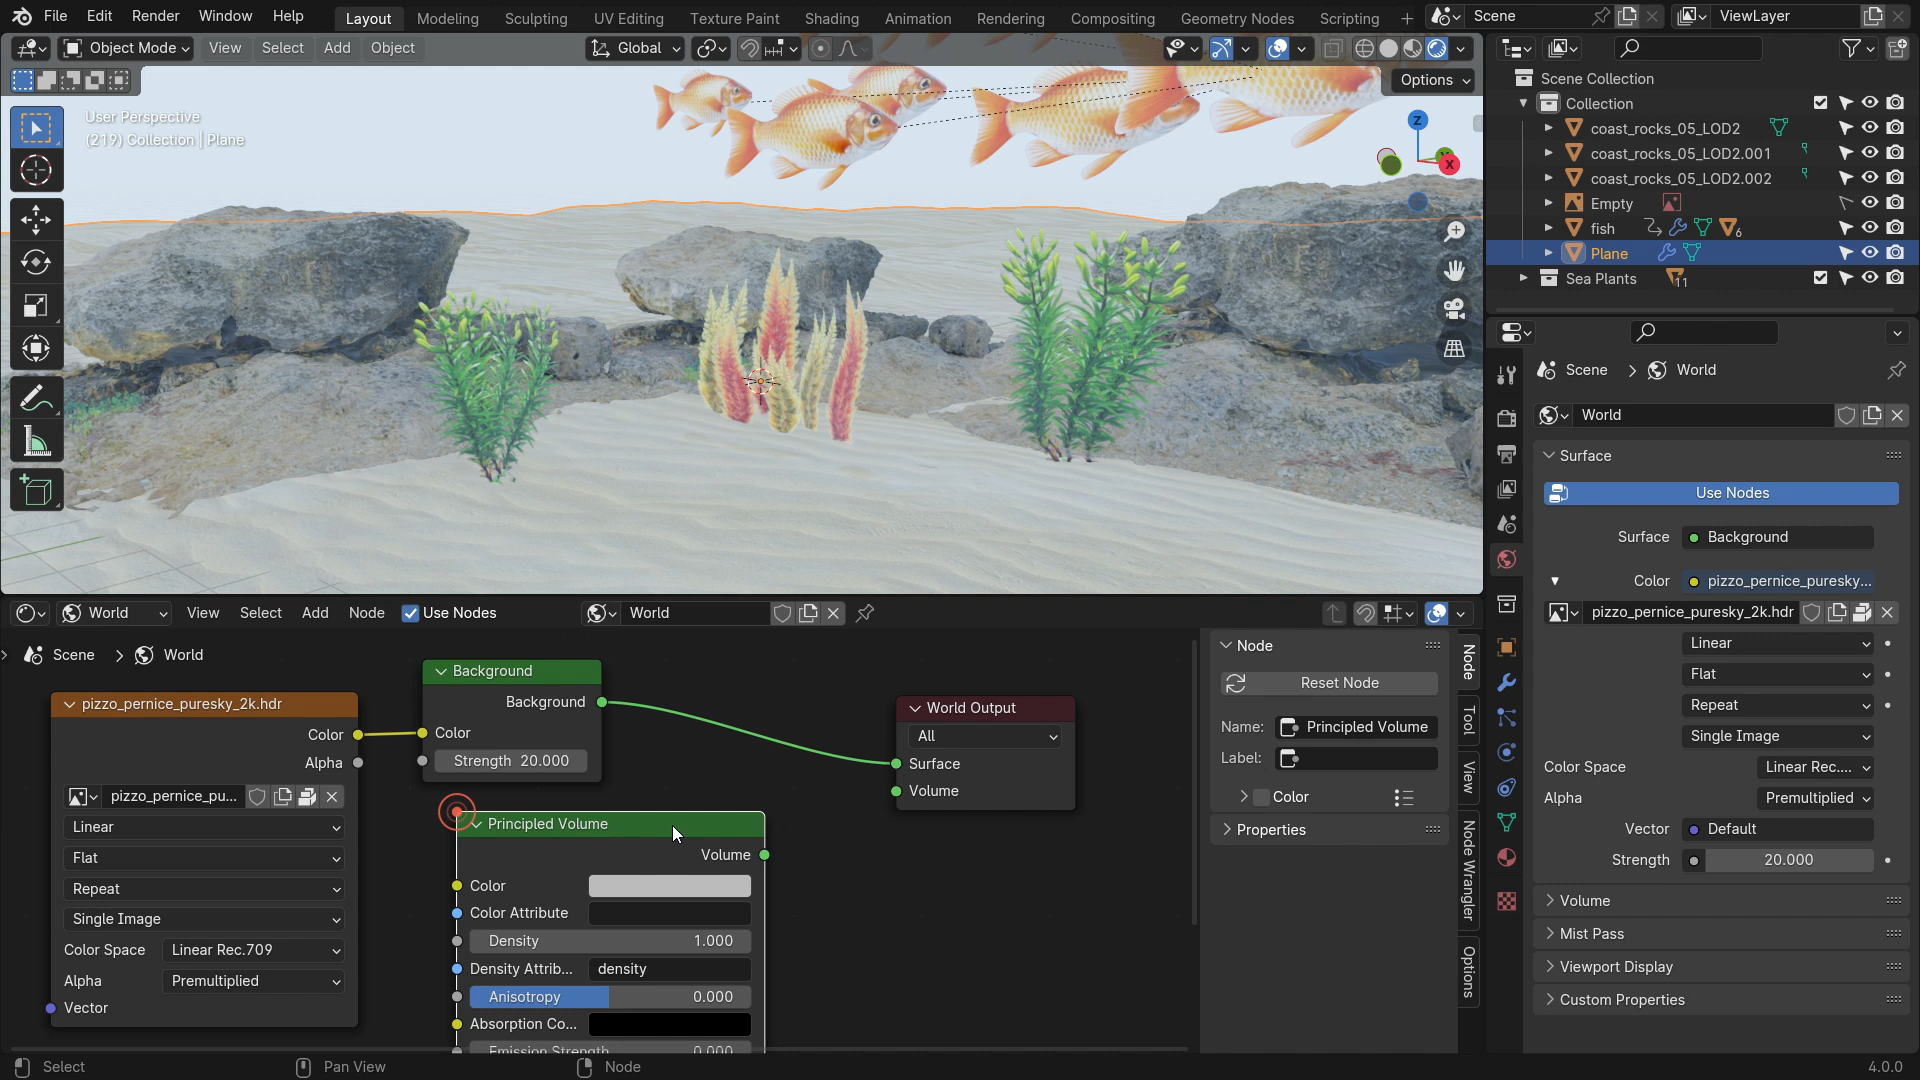 File Edit Render Window Help Layout Modeling Sculpting UV Editing Texture Paint Shading Animation Rendering Compositing Geometry Nodes Scripting + Scene ViewLayer
Object Mode View Select Add Object Global
Options
User Perspective
(219) Collection | Plane
Z
X
Scene Collection
Collection
coast_rocks_05_LOD2
coast_rocks_05_LOD2.001
coast_rocks_05_LOD2.002
Empty
fish 6
Plane
Sea Plants 11
Scene > World
World
Surface
Use Nodes
Surface Background
Color pizzo_pernice_puresky...
pizzo_pernice_puresky_2k.hdr
Linear
Flat
Repeat
Single Image
Color Space Linear Rec....
Alpha Premultiplied
Vector Default
Strength 20.000
Volume
Mist Pass
Viewport Display
Custom Properties
World View Select Add Node Use Nodes World
Scene > World
pizzo_pernice_puresky_2k.hdr
Color
Alpha
pizzo_pernice_pu...
Linear
Flat
Repeat
Single Image
Color Space Linear Rec.709
Alpha Premultiplied
Vector
Background
Background
Color
Strength 20.000
Principled Volume
Volume
Color
Color Attribute
Density 1.000
Density Attrib... density
Anisotropy 0.000
Absorption Co...
Emission Strength 0.000
World Output
All
Surface
Volume
Node
Reset Node
Name: Principled Volume
Label:
Color
Properties
Node
Tool
View
Node Wrangler
Options
Select Pan View Node 4.0.0